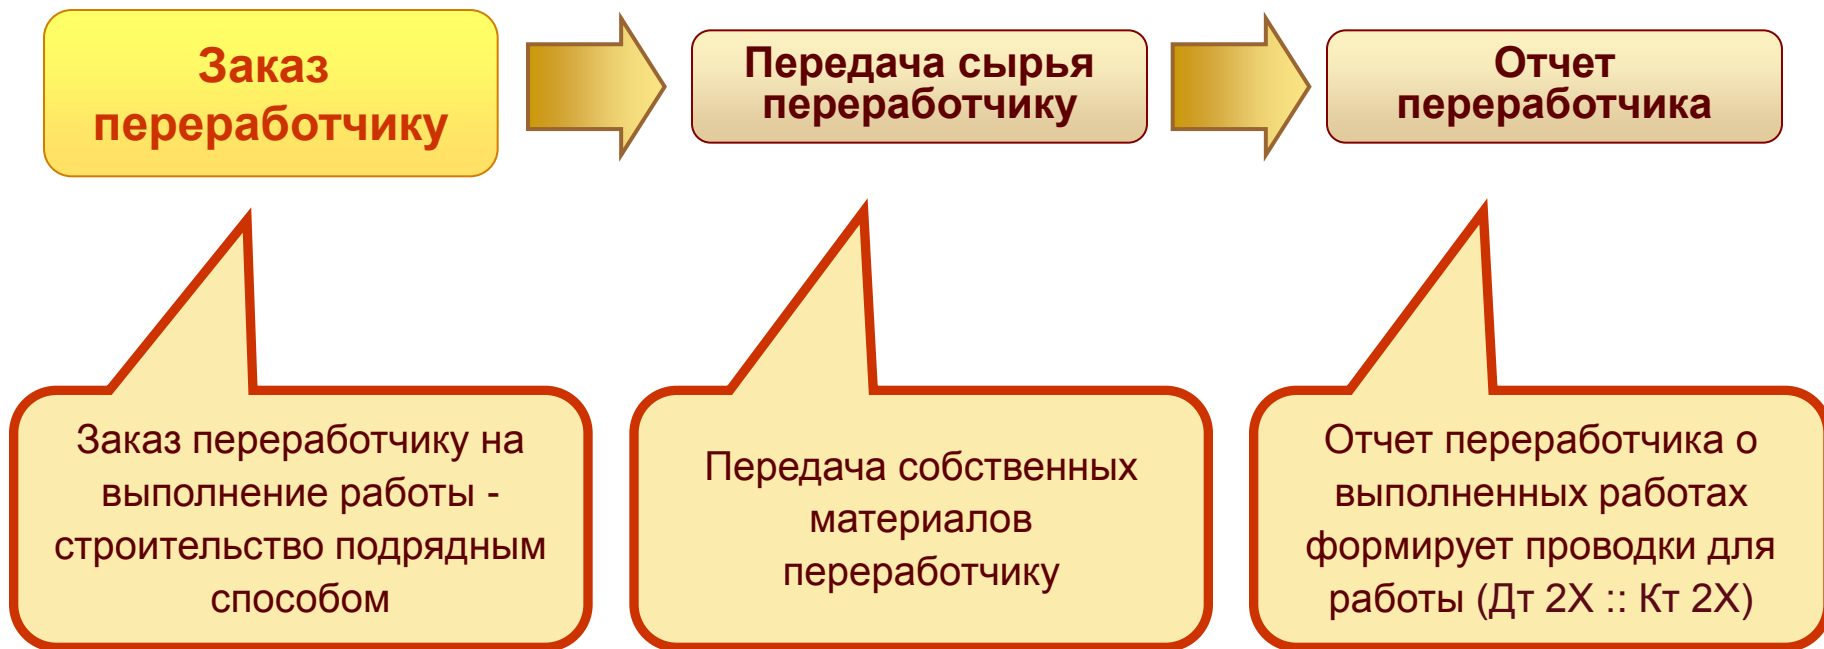 Заказ
переработчику
Передача сырья
переработчику
Отчет
переработчика
Заказ переработчику на
выполнение работы -
строительство подрядным
способом
Передача собственных
материалов
переработчику
Отчет переработчика о
выполненных работах
формирует проводки для
работы (Дт 2Х :: Кт 2Х)